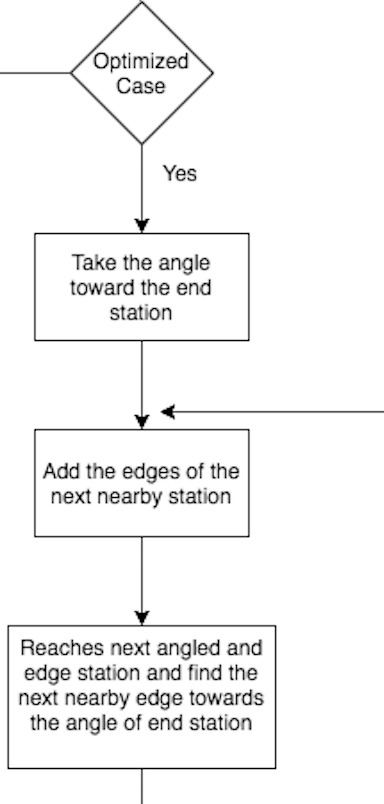 Optimized
Case
Yes
Take the angle
toward the end
station
Add the edges of the
next nearby station
Reaches next angled and
edge station and find the
next nearby edge towards
the angle of end station